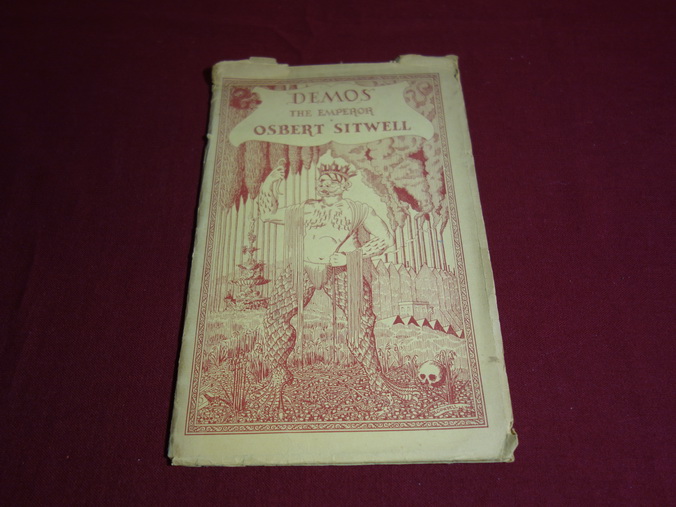 DEMOS
THE EMPEROR
OSBERT SITWELL